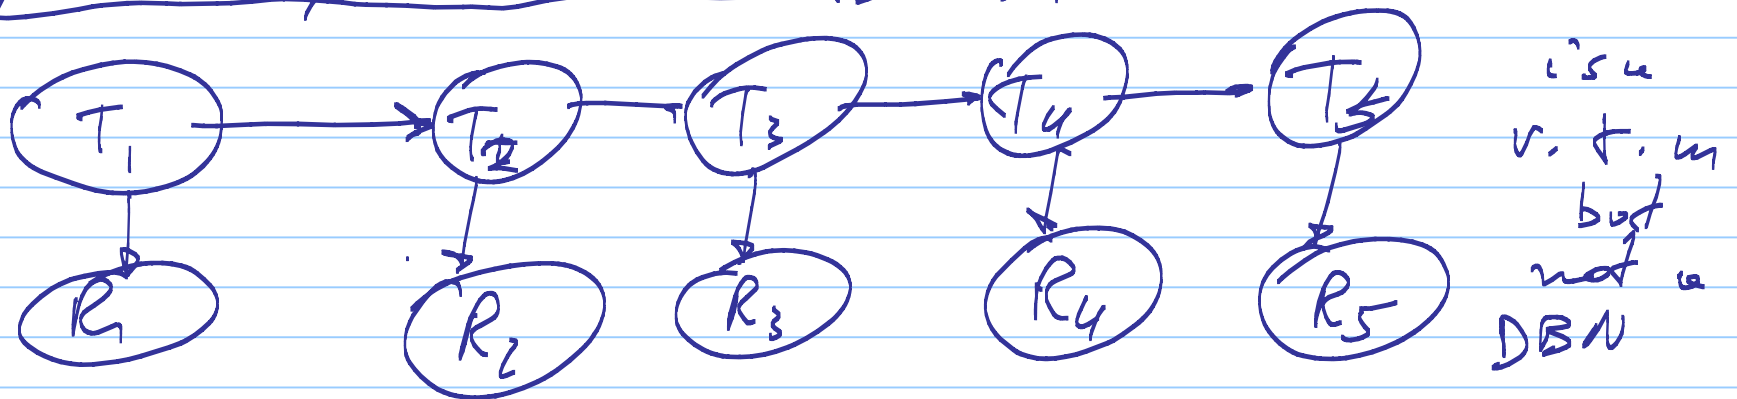 T1 T2 T3 T4 T5
R1 R2 R3 R4 R5
is a
v. t. m
but
not a
DBN